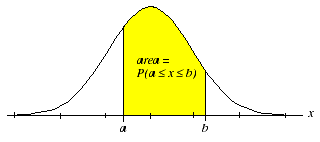 area =
P(a ≤ x ≤ b)
x
a
b